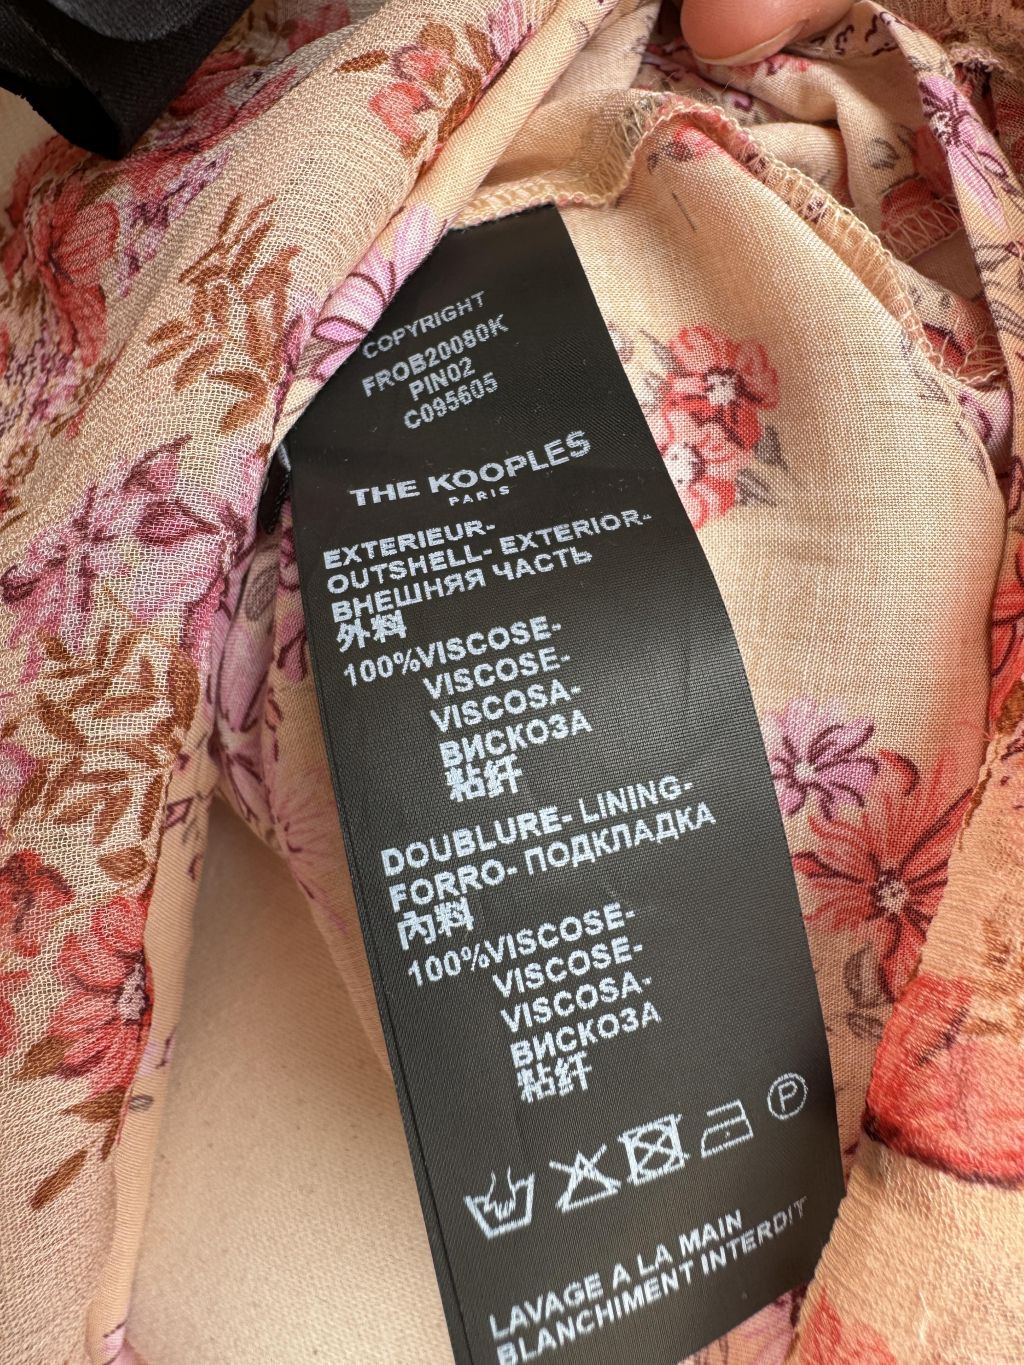 COPYRIGHT
FROB20080K
PIN02
C095605
THE KOOPLES
PARIS
EXTERIEUR-
OUTSHELL- EXTERIOR-
ВНЕШНЯЯ ЧАСТЬ
外料
100%VISCOSE-
VISCOSE-
VISCOSA-
ВИСКОЗА
粘纤
DOUBLURE- LINING-
FORRO- ПОДКЛАДКА
內料
100%VISCOSE-
VISCOSE-
VISCOSA-
ВИСКОЗА
粘纤
P
LAVAGE A LA MAIN
BLANCHIMENT INTERDIT